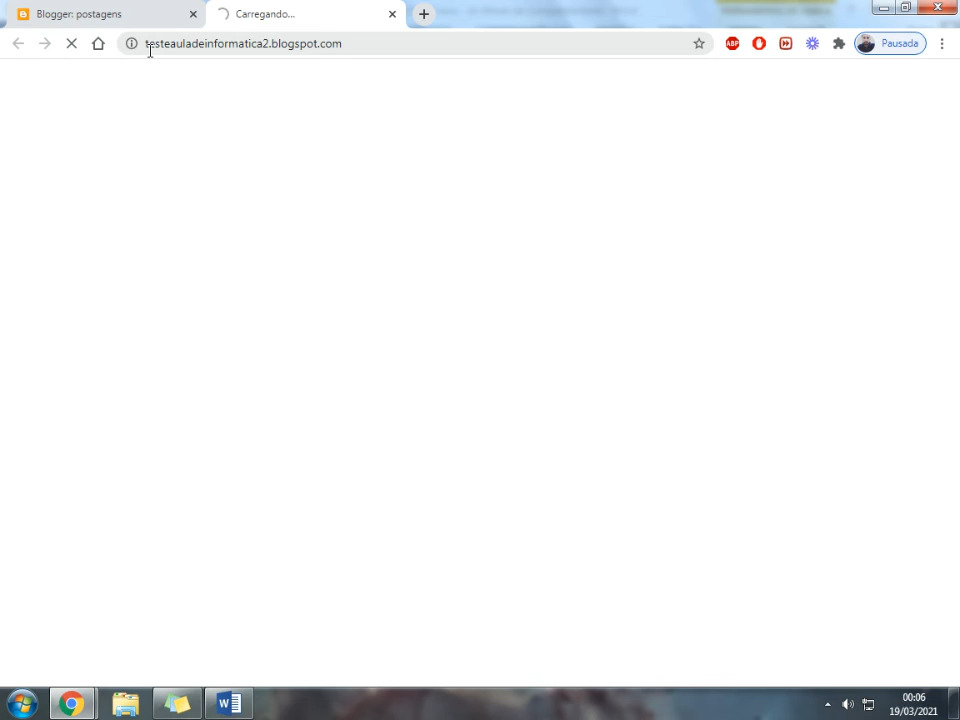 Blogger: postagens
Carregando...
testeauladeinformatica2.blogspot.com
ABP
Pausada
00:06
19/03/2021